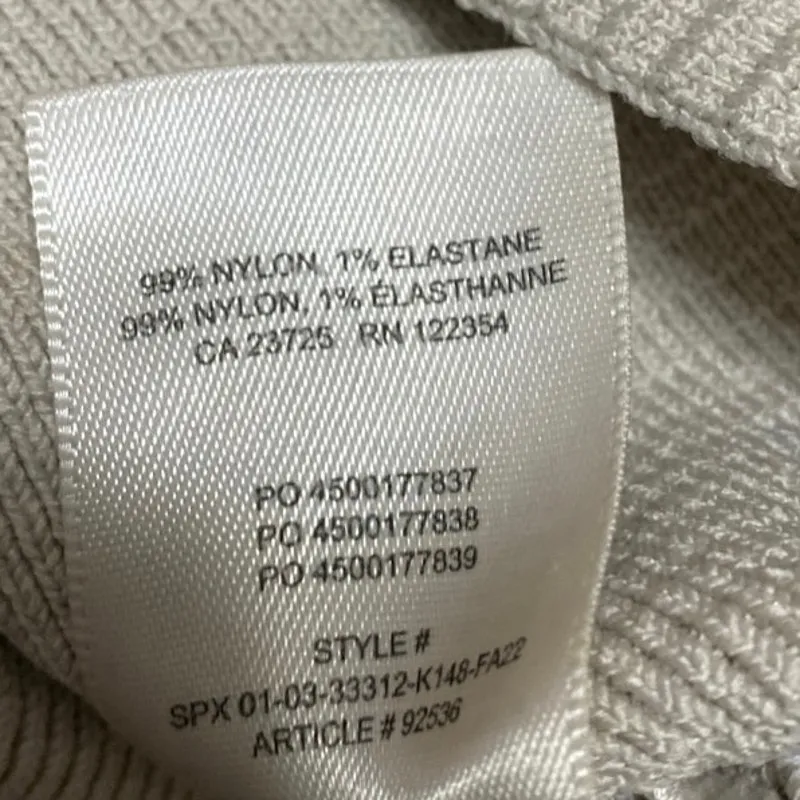 99% NYLON, 1% ELASTANE
99% NYLON, 1% ÉLASTHANNE
CA 23725 RN 122354
PO 4500177837
PO 4500177838
PO 4500177839
STYLE #
SPX 01-03-33312-K148-FA22
ARTICLE # 92536